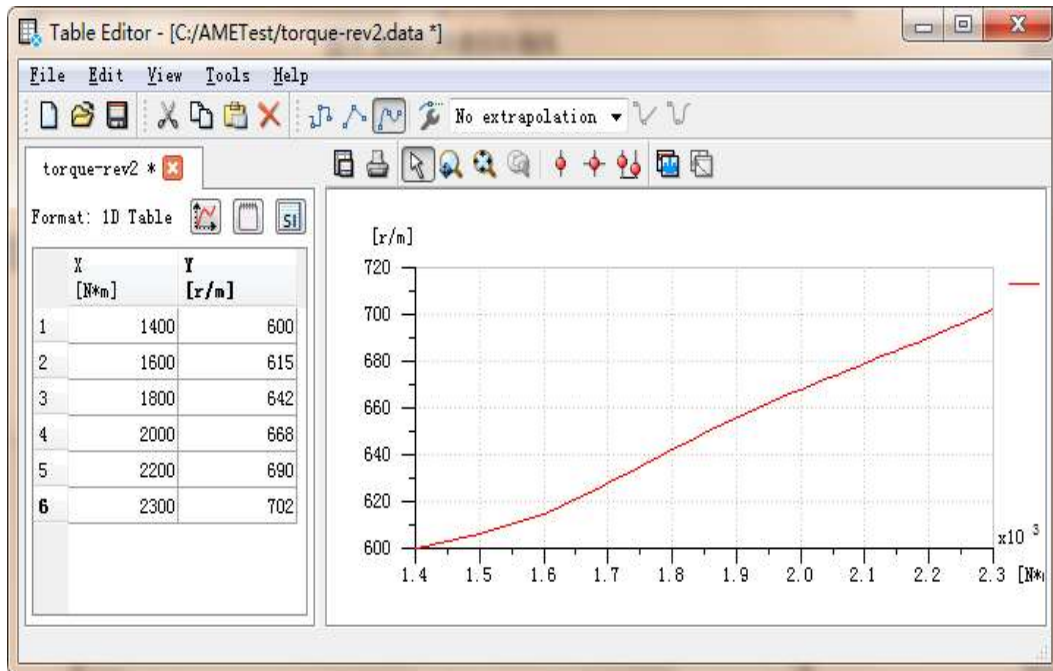 Table Editor - [C:/AMETest/torque-rev2.data *]
File Edit View Tools Help
No extrapolation
torque-rev2 *
Format: 1D Table SI
X Y
[N*m] [r/m]
1 1400 600
2 1600 615
3 1800 642
4 2000 668
5 2200 690
6 2300 702
[r/m]
720
700
680
660
640
620
600
x10 3
1.4 1.5 1.6 1.7 1.8 1.9 2.0 2.1 2.2 2.3 [N*